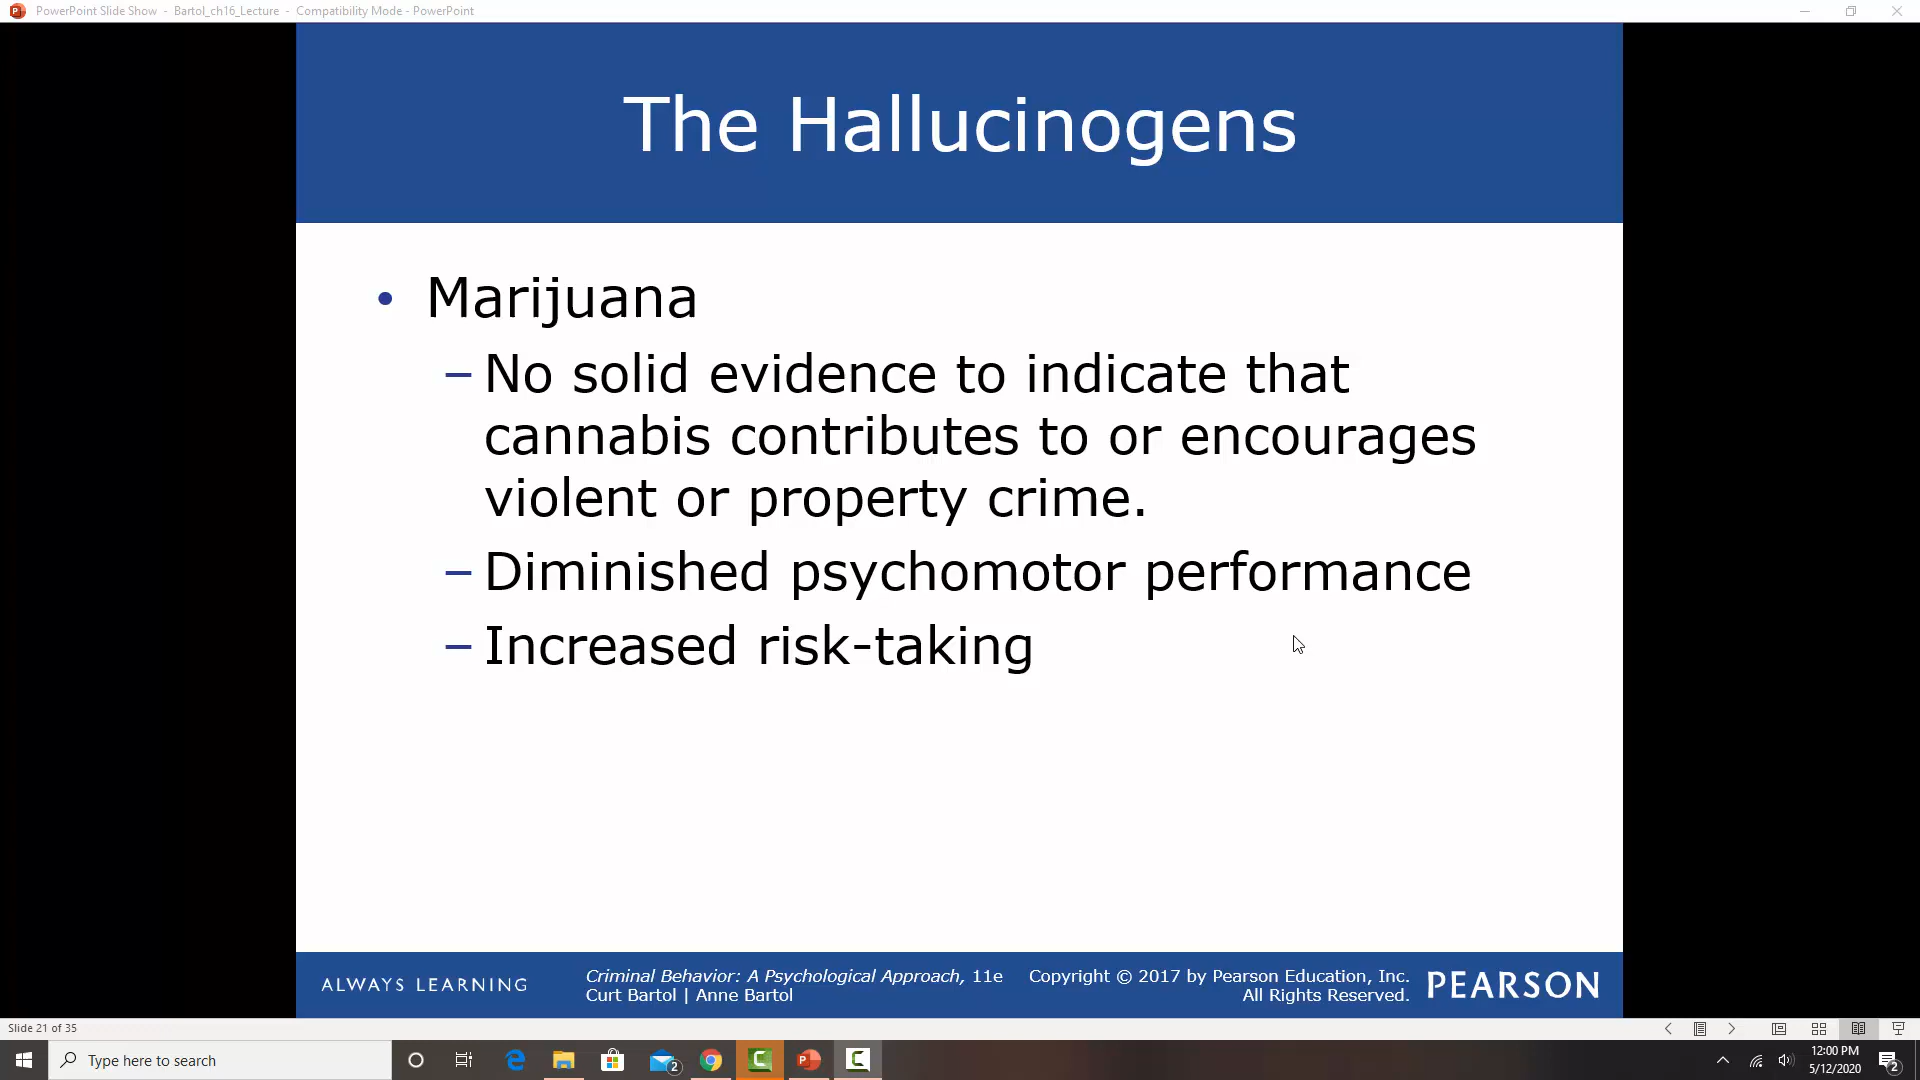 PowerPoint Slide Show - Bartol_ch16_Lecture - Compatibility Mode - PowerPoint
The Hallucinogens
• Marijuana
– No solid evidence to indicate that
cannabis contributes to or encourages
violent or property crime.
– Diminished psychomotor performance
– Increased risk-taking
ALWAYS LEARNING
Criminal Behavior: A Psychological Approach, 11e
Curt Bartol | Anne Bartol
Copyright © 2017 by Pearson Education, Inc.
All Rights Reserved.
PEARSON
Slide 21 of 35
Type here to search
2
12:00 PM
5/12/2020
2